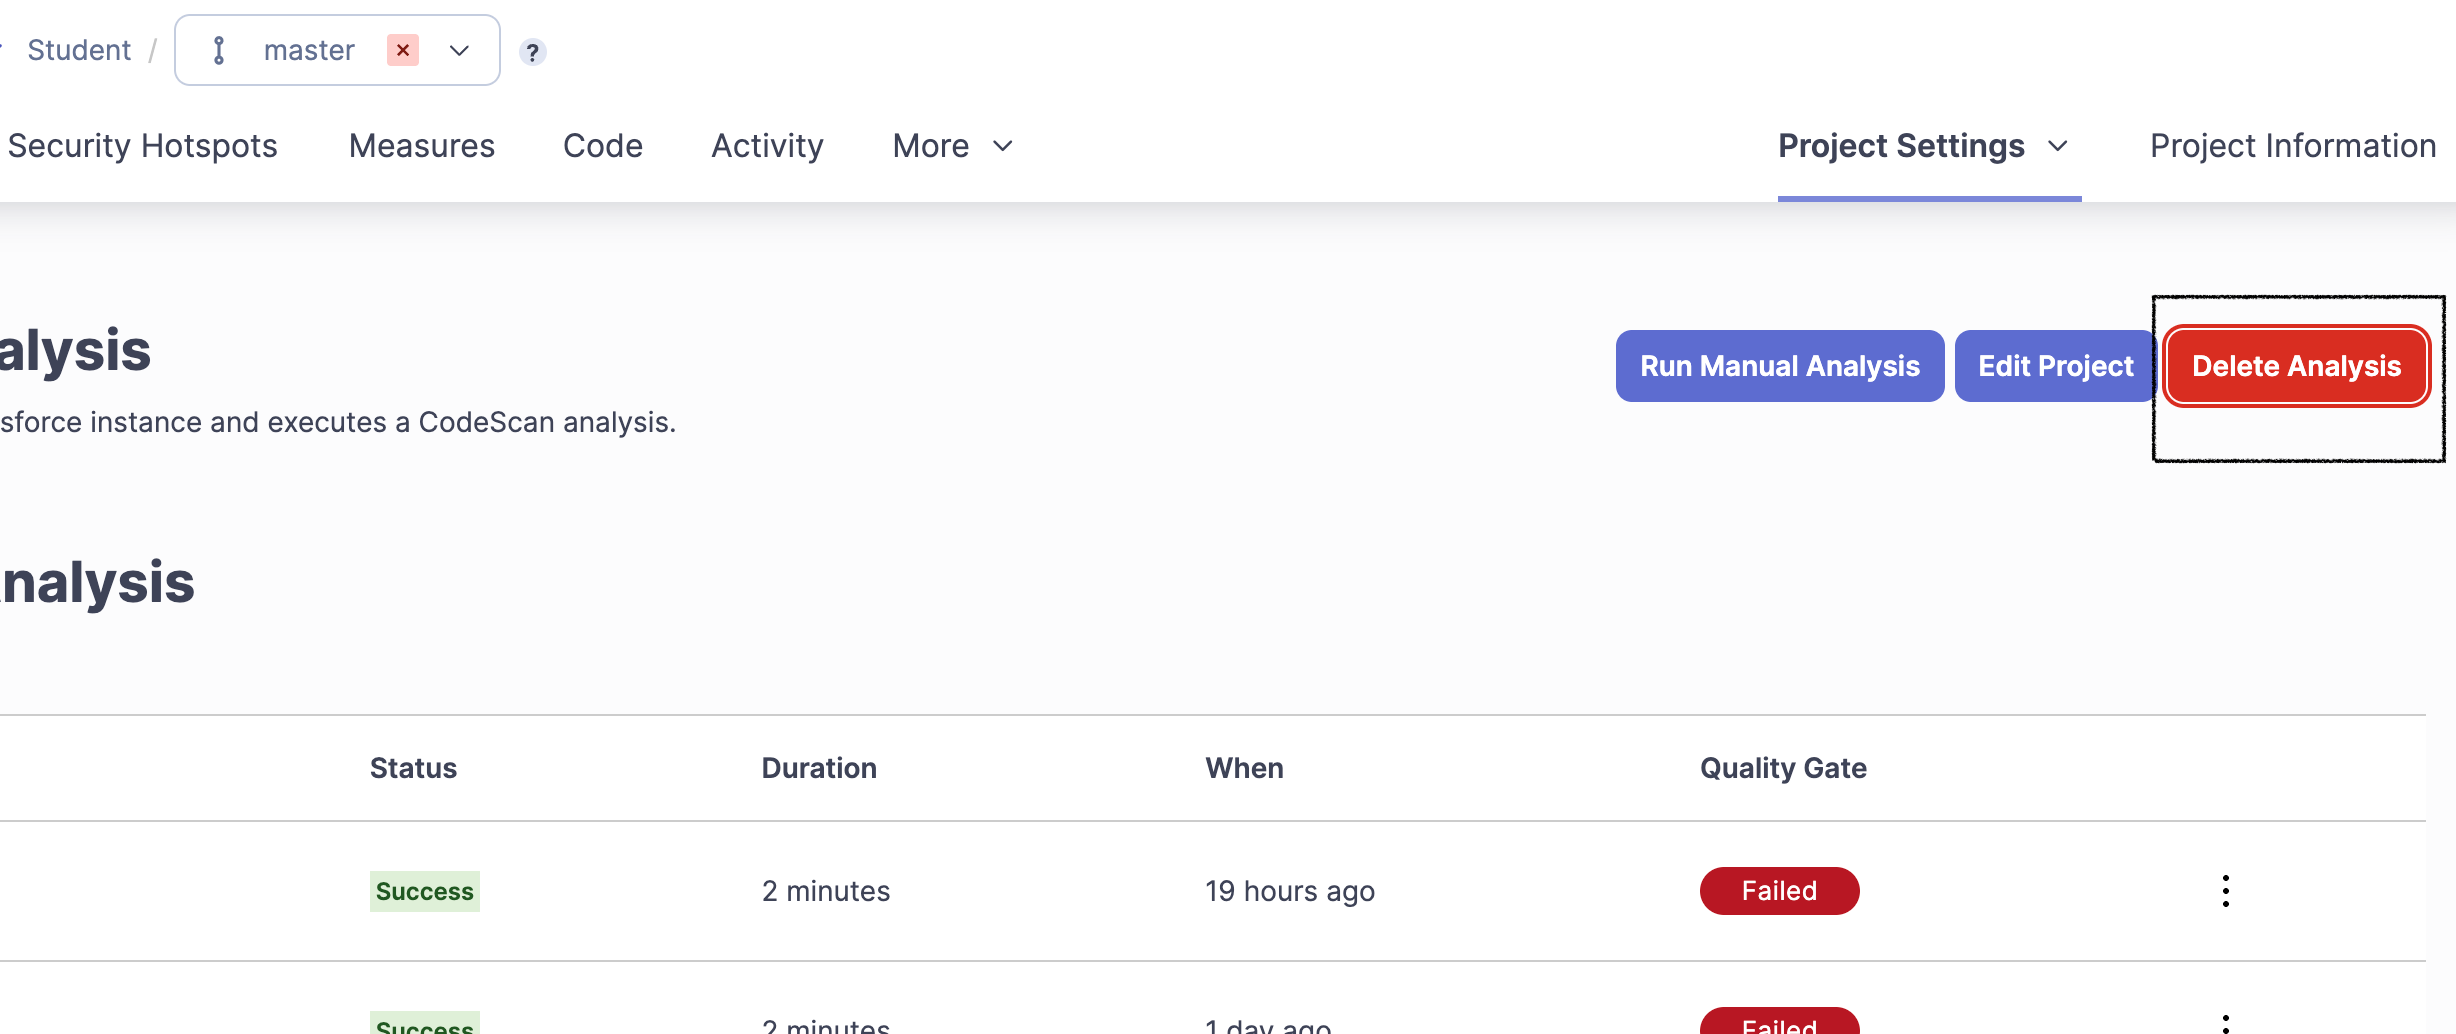 Student / master ?
Security Hotspots Measures Code Activity More Project Settings Project Information
alysis
Run Manual Analysis Edit Project Delete Analysis
sforce instance and executes a CodeScan analysis.
nalysis
Status Duration When Quality Gate
Success 2 minutes 19 hours ago Failed
Success 2 minutes 1 day ago Failed